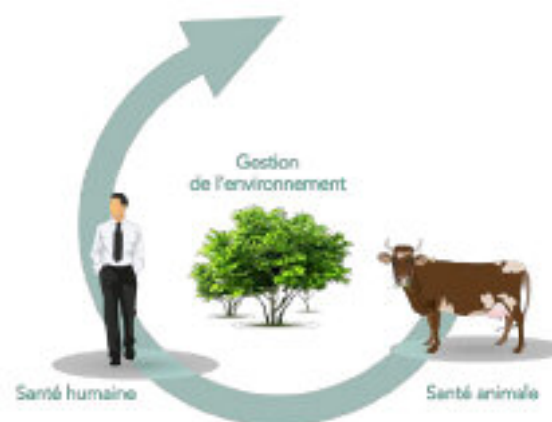 Gestion
de l'environnement
Santé humaine
Santé animale